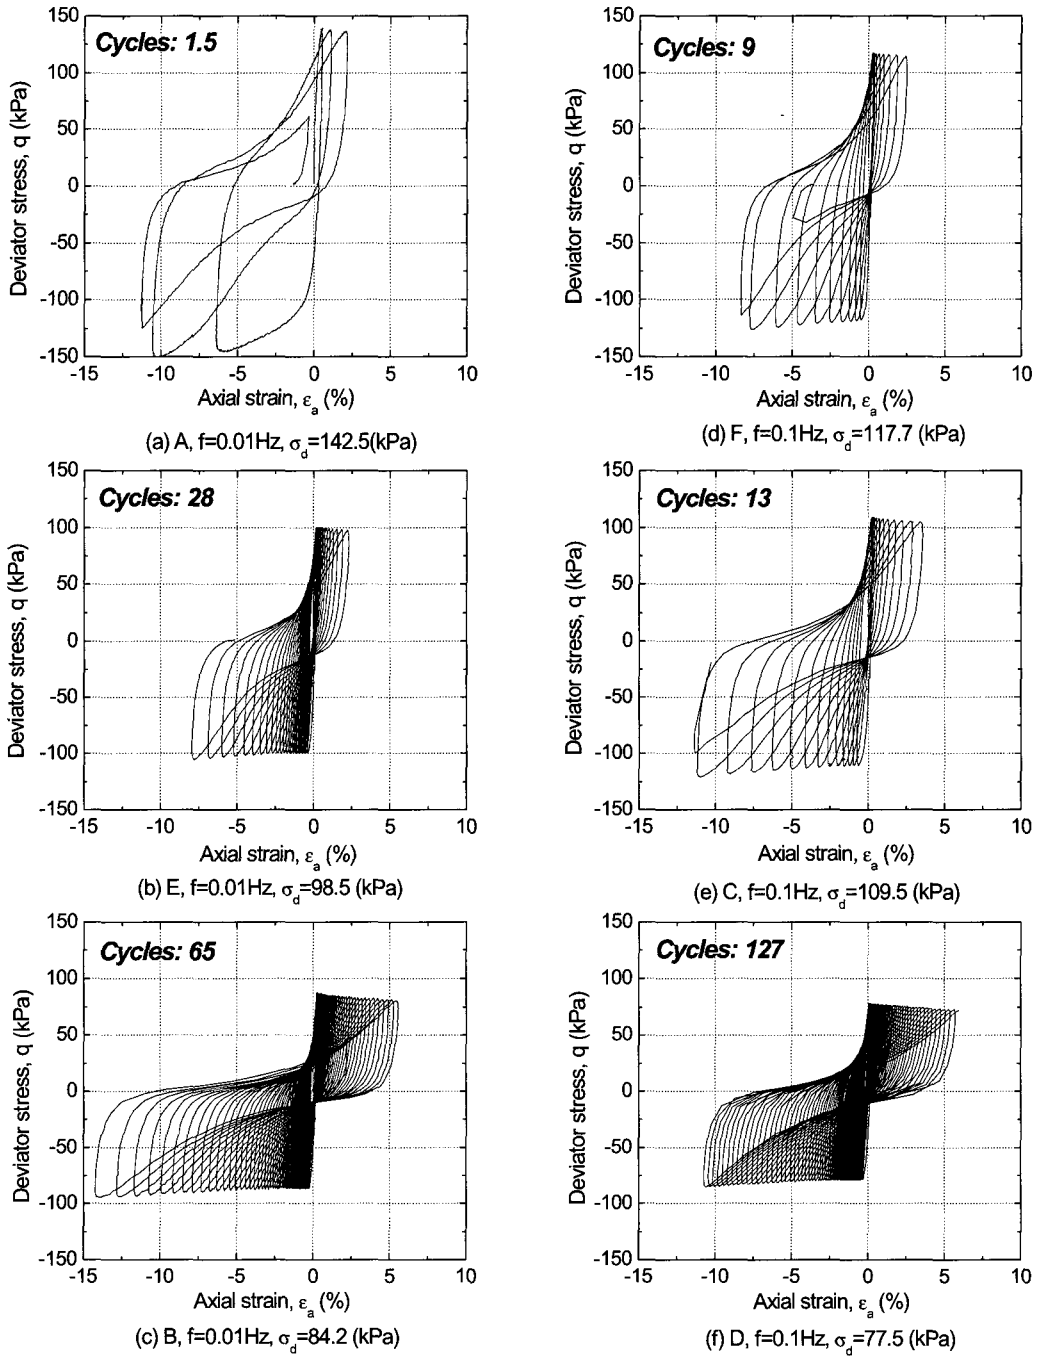 Cycles: 1.5
150
100
50
0
-50
-100
-150
Deviator stress, q (kPa)
-15 -10 -5 0 5 10
Axial strain, εa (%)
(a) A, f=0.01Hz, σd=142.5(kPa)
Cycles: 9
150
100
50
0
-50
-100
-150
Deviator stress, q (kPa)
-15 -10 -5 0 5 10
Axial strain, εa (%)
(d) F, f=0.1Hz, σd=117.7 (kPa)
Cycles: 28
150
100
50
0
-50
-100
-150
Deviator stress, q (kPa)
-15 -10 -5 0 5 10
Axial strain, εa (%)
(b) E, f=0.01Hz, σd=98.5 (kPa)
Cycles: 13
150
100
50
0
-50
-100
-150
Deviator stress, q (kPa)
-15 -10 -5 0 5 10
Axial strain, εa (%)
(e) C, f=0.1Hz, σd=109.5 (kPa)
Cycles: 65
150
100
50
0
-50
-100
-150
Deviator stress, q (kPa)
-15 -10 -5 0 5 10
Axial strain, εa (%)
(c) B, f=0.01Hz, σd=84.2 (kPa)
Cycles: 127
150
100
50
0
-50
-100
-150
Deviator stress, q (kPa)
-15 -10 -5 0 5 10
Axial strain, εa (%)
(f) D, f=0.1Hz, σd=77.5 (kPa)